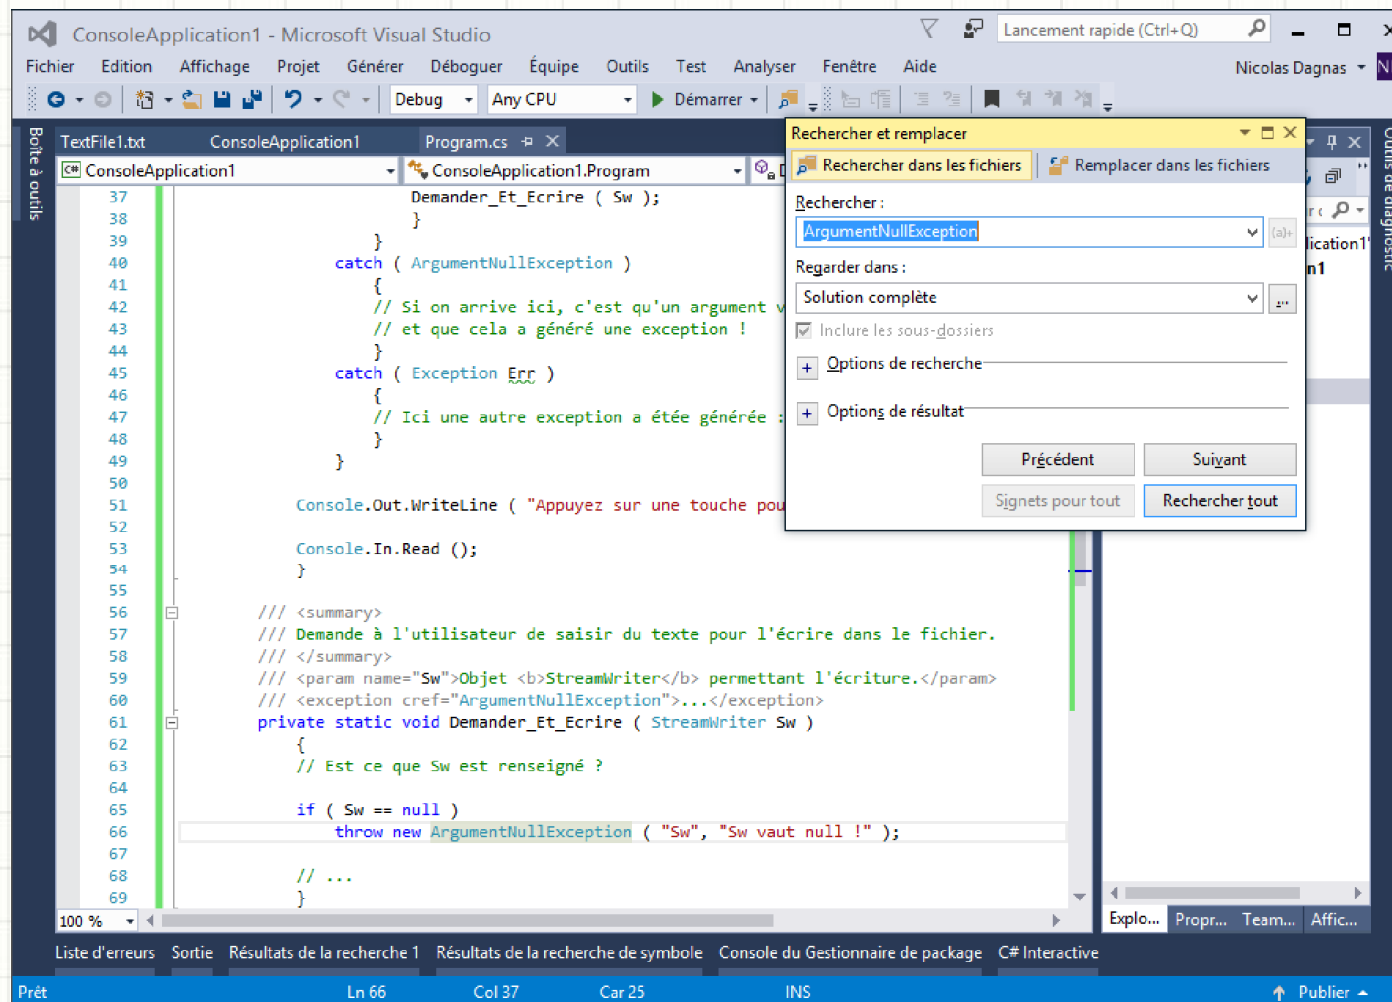 ConsoleApplication1 - Microsoft Visual Studio
Lancement rapide (Ctrl+Q)
Fichier Edition Affichage Projet Générer Déboguer Équipe Outils Test Analyser Fenêtre Aide
Nicolas Dagnas
Debug Any CPU Démarrer
Boîte à outils
TextFile1.txt ConsoleApplication1 Program.cs
C# ConsoleApplication1 ConsoleApplication1.Program
Rechercher et remplacer
Rechercher dans les fichiers Remplacer dans les fichiers
Rechercher :
ArgumentNullException (a)+
Regarder dans :
Solution complète ...
Inclure les sous-dossiers
+ Options de recherche
+ Options de résultat
Précédent Suivant
Signets pour tout Rechercher tout
Outils de diagnostic
37 Demander_Et_Ecrire ( Sw );
38 }
39 }
40 catch ( ArgumentNullException )
41 {
42 // Si on arrive ici, c'est qu'un argument
43 // et que cela a généré une exception !
44 }
45 catch ( Exception Err )
46 {
47 // Ici une autre exception a étée générée :
48 }
49 }
50
51 Console.Out.WriteLine ( "Appuyez sur une touche
52
53 Console.In.Read ();
54 }
55
56 /// <summary>
57 /// Demande à l'utilisateur de saisir du texte pour l'écrire dans le fichier.
58 /// </summary>
59 /// <param name="Sw">Objet <b>StreamWriter</b> permettant l'écriture.</param>
60 /// <exception cref="ArgumentNullException">...</exception>
61 private static void Demander_Et_Ecrire ( StreamWriter Sw )
62 {
63 // Est ce que Sw est renseigné ?
64
65 if ( Sw == null )
66 throw new ArgumentNullException ( "Sw", "Sw vaut null !" );
67
68 // ...
69 }
100 %
Explo... Propr... Team... Affic...
Liste d'erreurs Sortie Résultats de la recherche 1 Résultats de la recherche de symbole Console du Gestionnaire de package C# Interactive
Prêt Ln 66 Col 37 Car 25 INS Publier